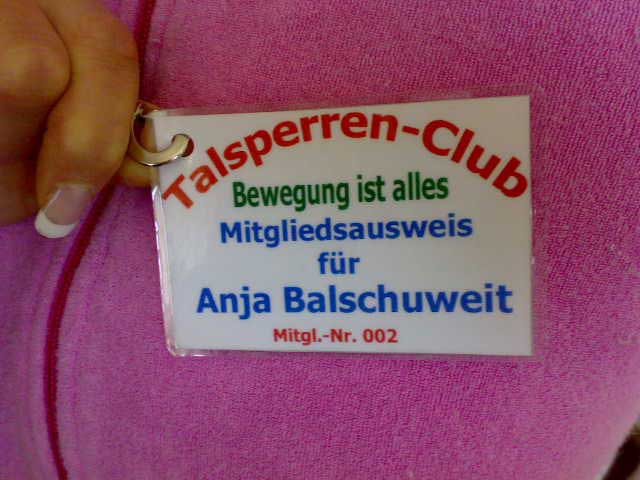 Talsperren-Club
Bewegung ist alles
Mitgliedsausweis
für
Anja Balschuweit
Mitgl.-Nr. 002